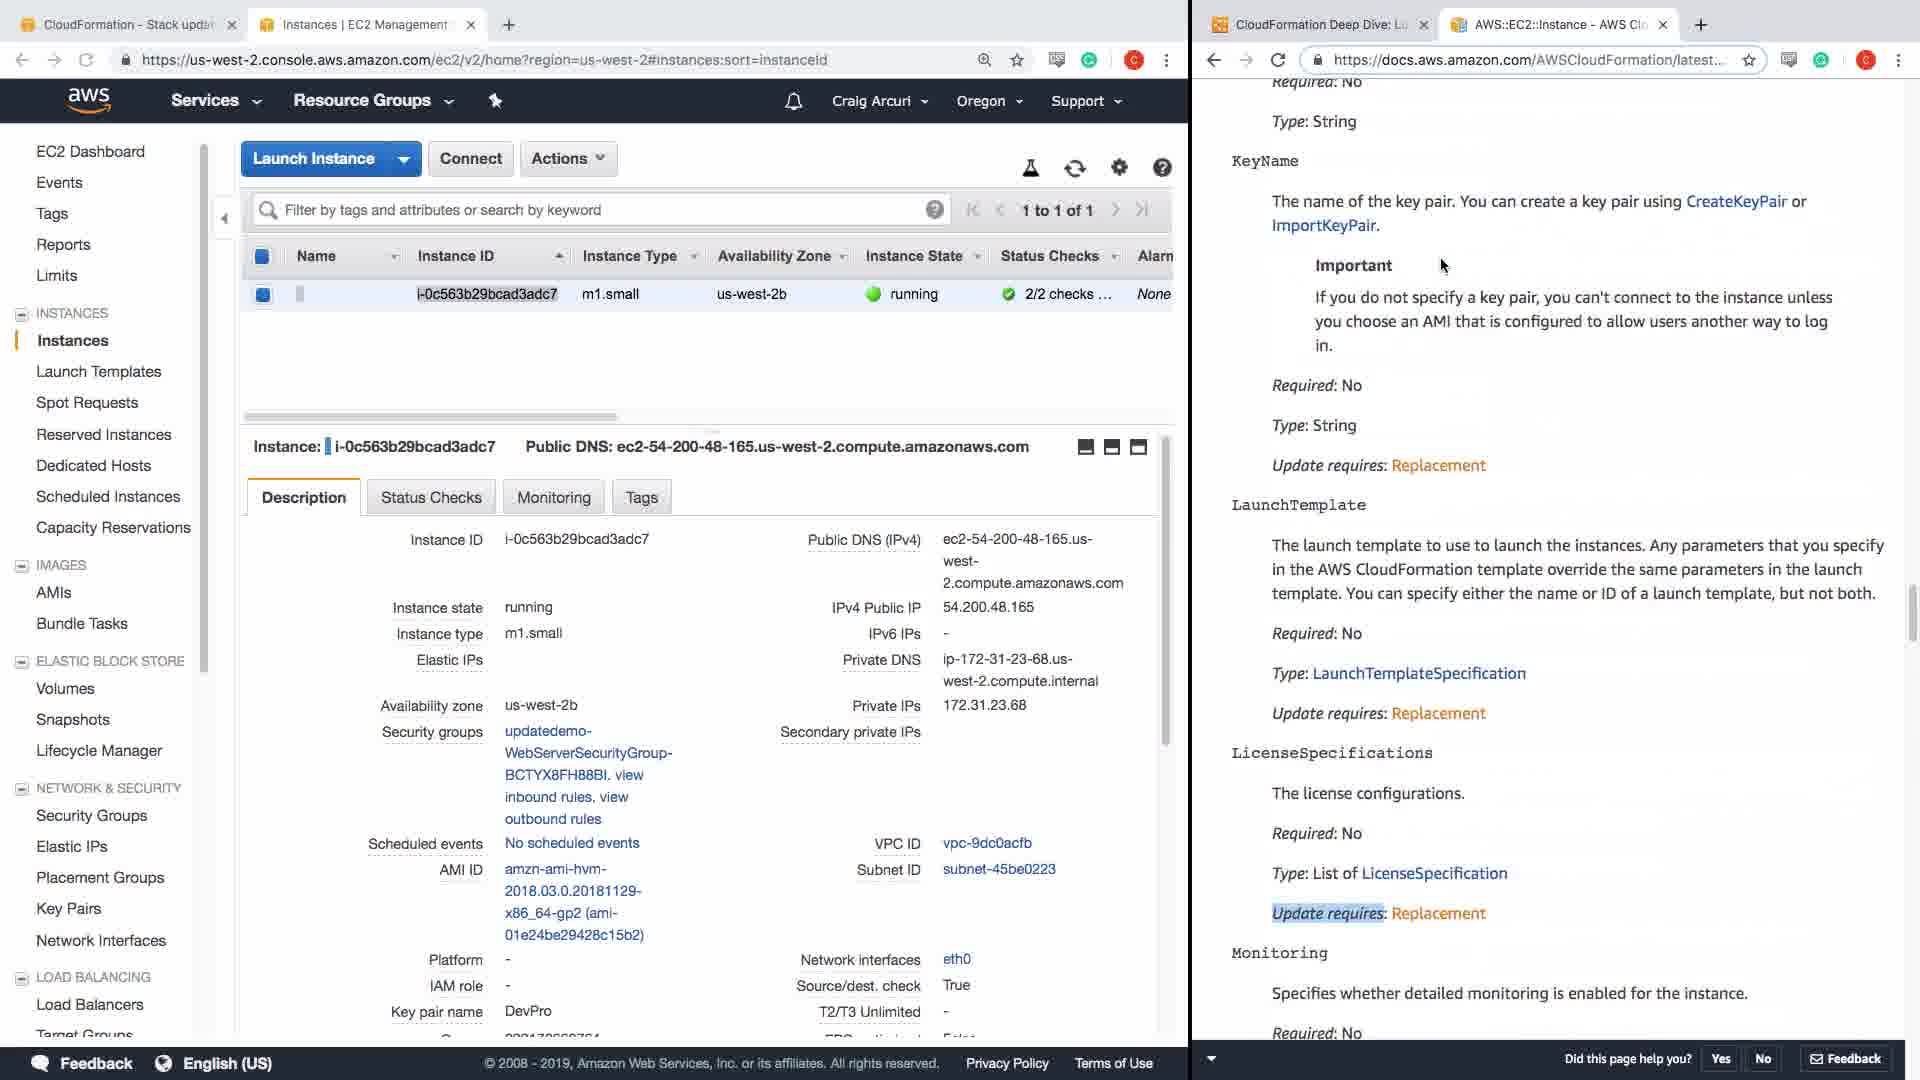 CloudFormation - Stack updat
Instances | EC2 Management
https://us-west-2.console.aws.amazon.com/ec2/v2/home?region=us-west-2#instances:sort=instanceId
aws
Services
Resource Groups
Craig Arcuri
Oregon
Support
EC2 Dashboard
Events
Tags
Reports
Limits
INSTANCES
Instances
Launch Templates
Spot Requests
Reserved Instances
Dedicated Hosts
Scheduled Instances
Capacity Reservations
IMAGES
AMIs
Bundle Tasks
ELASTIC BLOCK STORE
Volumes
Snapshots
Lifecycle Manager
NETWORK & SECURITY
Security Groups
Elastic IPs
Placement Groups
Key Pairs
Network Interfaces
LOAD BALANCING
Load Balancers
Target Groups
Launch Instance
Connect
Actions
Filter by tags and attributes or search by keyword
1 to 1 of 1
Name Instance ID Instance Type Availability Zone Instance State Status Checks Alarm
i-0c563b29bcad3adc7 m1.small us-west-2b running 2/2 checks ... None
Instance: i-0c563b29bcad3adc7 Public DNS: ec2-54-200-48-165.us-west-2.compute.amazonaws.com
Description
Status Checks
Monitoring
Tags
Instance ID i-0c563b29bcad3adc7
Instance state running
Instance type m1.small
Elastic IPs
Availability zone us-west-2b
Security groups updatedemo-
WebServerSecurityGroup-
BCTYX8FH88BI. view
inbound rules. view
outbound rules
Scheduled events No scheduled events
AMI ID amzn-ami-hvm-
2018.03.0.20181129-
x86_64-gp2 (ami-
01e24be29428c15b2)
Platform -
IAM role -
Key pair name DevPro
Public DNS (IPv4) ec2-54-200-48-165.us-
west-
2.compute.amazonaws.com
IPv4 Public IP 54.200.48.165
IPv6 IPs -
Private DNS ip-172-31-23-68.us-
west-2.compute.internal
Private IPs 172.31.23.68
Secondary private IPs
VPC ID vpc-9dc0acfb
Subnet ID subnet-45be0223
Network interfaces eth0
Source/dest. check True
T2/T3 Unlimited -
Feedback
English (US)
© 2008 - 2019, Amazon Web Services, Inc. or its affiliates. All rights reserved.
Privacy Policy
Terms of Use
CloudFormation Deep Dive: Lu
AWS::EC2::Instance - AWS Clo
https://docs.aws.amazon.com/AWSCloudFormation/latest...
Required: No
Type: String
KeyName
The name of the key pair. You can create a key pair using CreateKeyPair or
ImportKeyPair.
Important
If you do not specify a key pair, you can't connect to the instance unless
you choose an AMI that is configured to allow users another way to log
in.
Required: No
Type: String
Update requires: Replacement
LaunchTemplate
The launch template to use to launch the instances. Any parameters that you specify
in the AWS CloudFormation template override the same parameters in the launch
template. You can specify either the name or ID of a launch template, but not both.
Required: No
Type: LaunchTemplateSpecification
Update requires: Replacement
LicenseSpecifications
The license configurations.
Required: No
Type: List of LicenseSpecification
Update requires: Replacement
Monitoring
Specifies whether detailed monitoring is enabled for the instance.
Required: No
Did this page help you?
Yes
No
Feedback